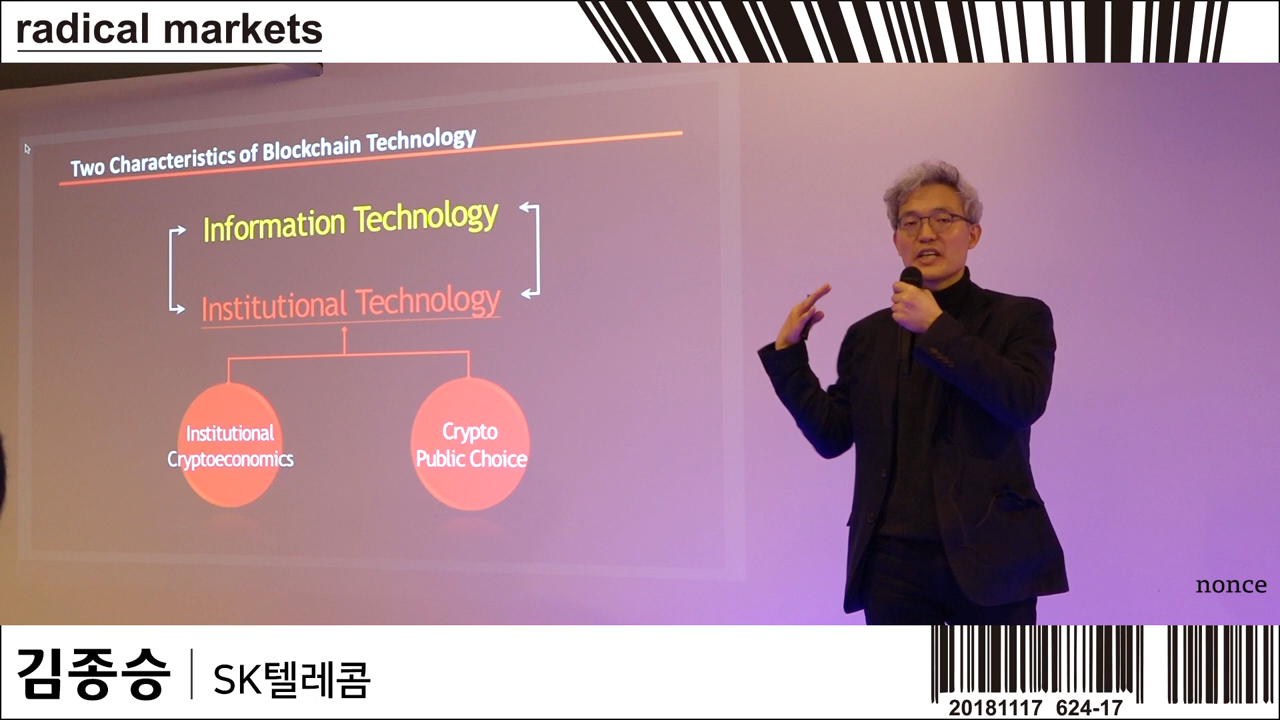 radical markets
Two Characteristics of Blockchain Technology
Information Technology
Institutional Technology
Institutional
Cryptoeconomics
Crypto
Public Choice
nonce
김종승
SK텔레콤
20181117 624-17